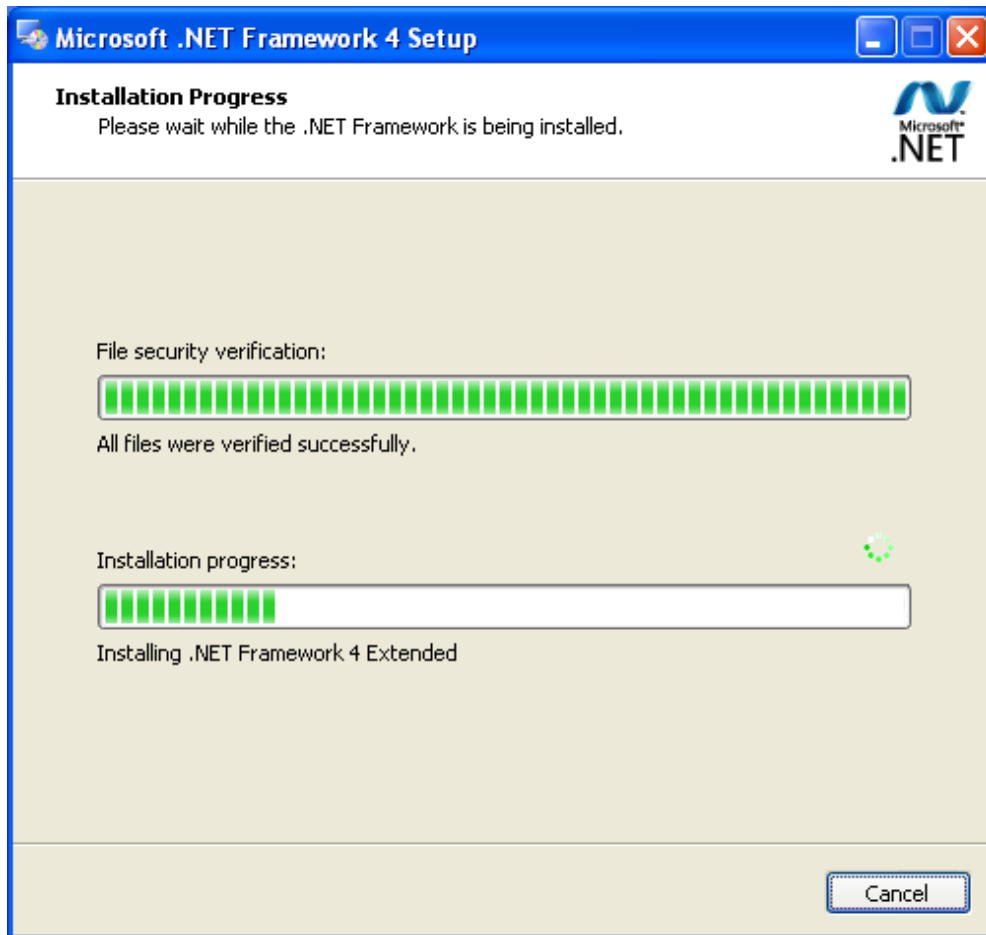 Microsoft .NET Framework 4 Setup
Installation Progress
Please wait while the .NET Framework is being installed.
Microsoft
.NET
File security verification:
All files were verified successfully.
Installation progress:
Installing .NET Framework 4 Extended
Cancel